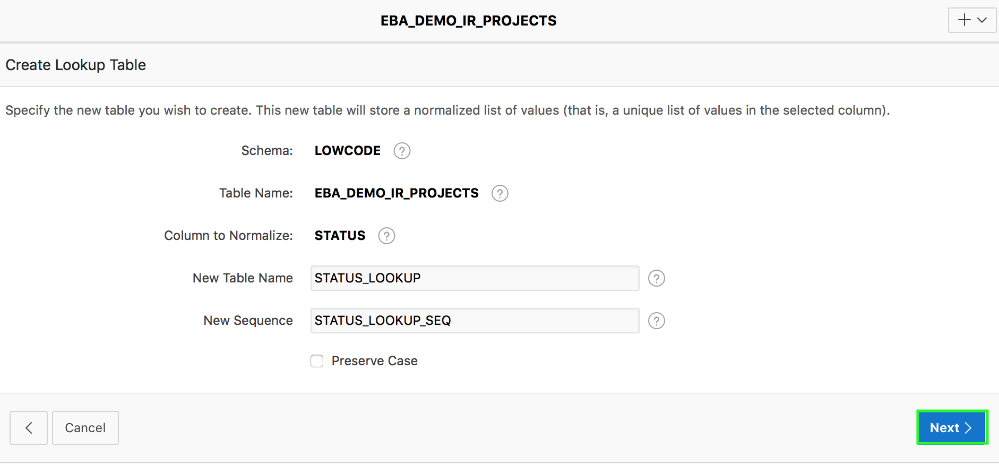 EBA_DEMO_IR_PROJECTS
Create Lookup Table
Specify the new table you wish to create. This new table will store a normalized list of values (that is, a unique list of values in the selected column).
Schema: LOWCODE ?
Table Name: EBA_DEMO_IR_PROJECTS ?
Column to Normalize: STATUS ?
New Table Name STATUS_LOOKUP ?
New Sequence STATUS_LOOKUP_SEQ ?
Preserve Case
Cancel Next